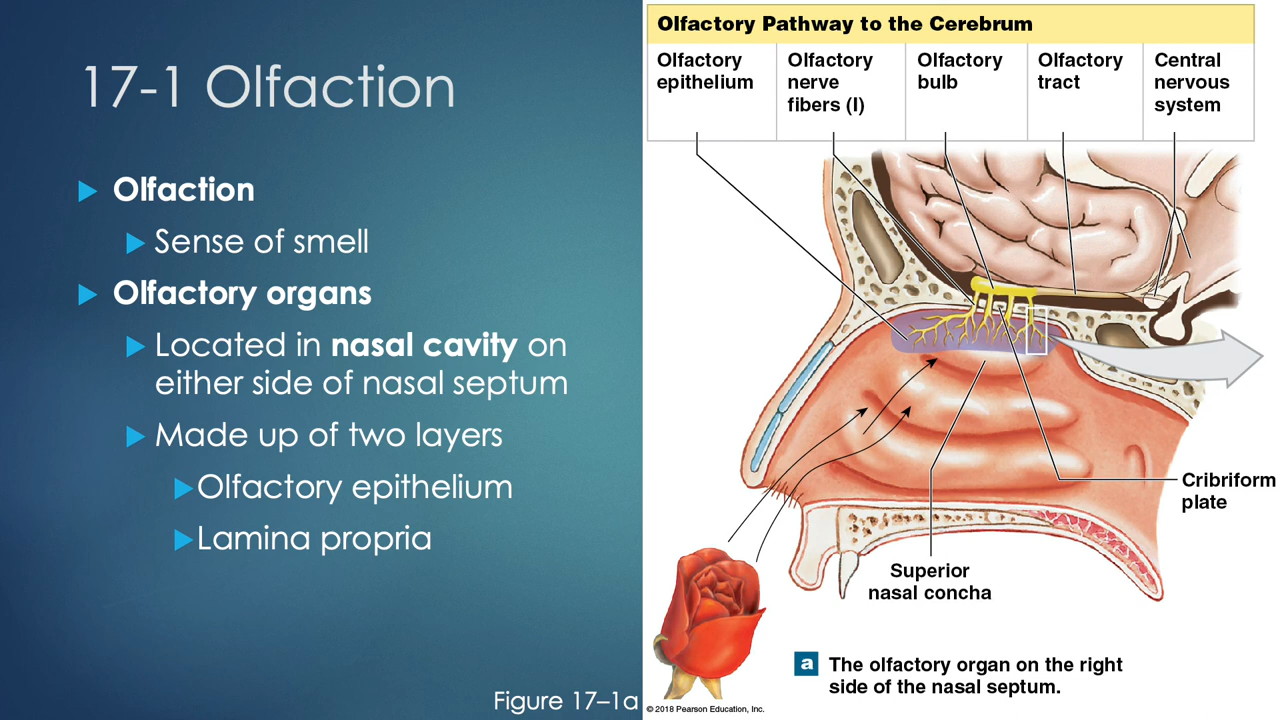 17-1 Olfaction
Olfaction
Sense of smell
Olfactory organs
Located in nasal cavity on
either side of nasal septum
Made up of two layers
Olfactory epithelium
Lamina propria
Figure 17–1a
Olfactory Pathway to the Cerebrum
Olfactory
epithelium
Olfactory
nerve
fibers (I)
Olfactory
bulb
Olfactory
tract
Central
nervous
system
Cribriform
plate
Superior
nasal concha
a The olfactory organ on the right
side of the nasal septum.
© 2018 Pearson Education, Inc.